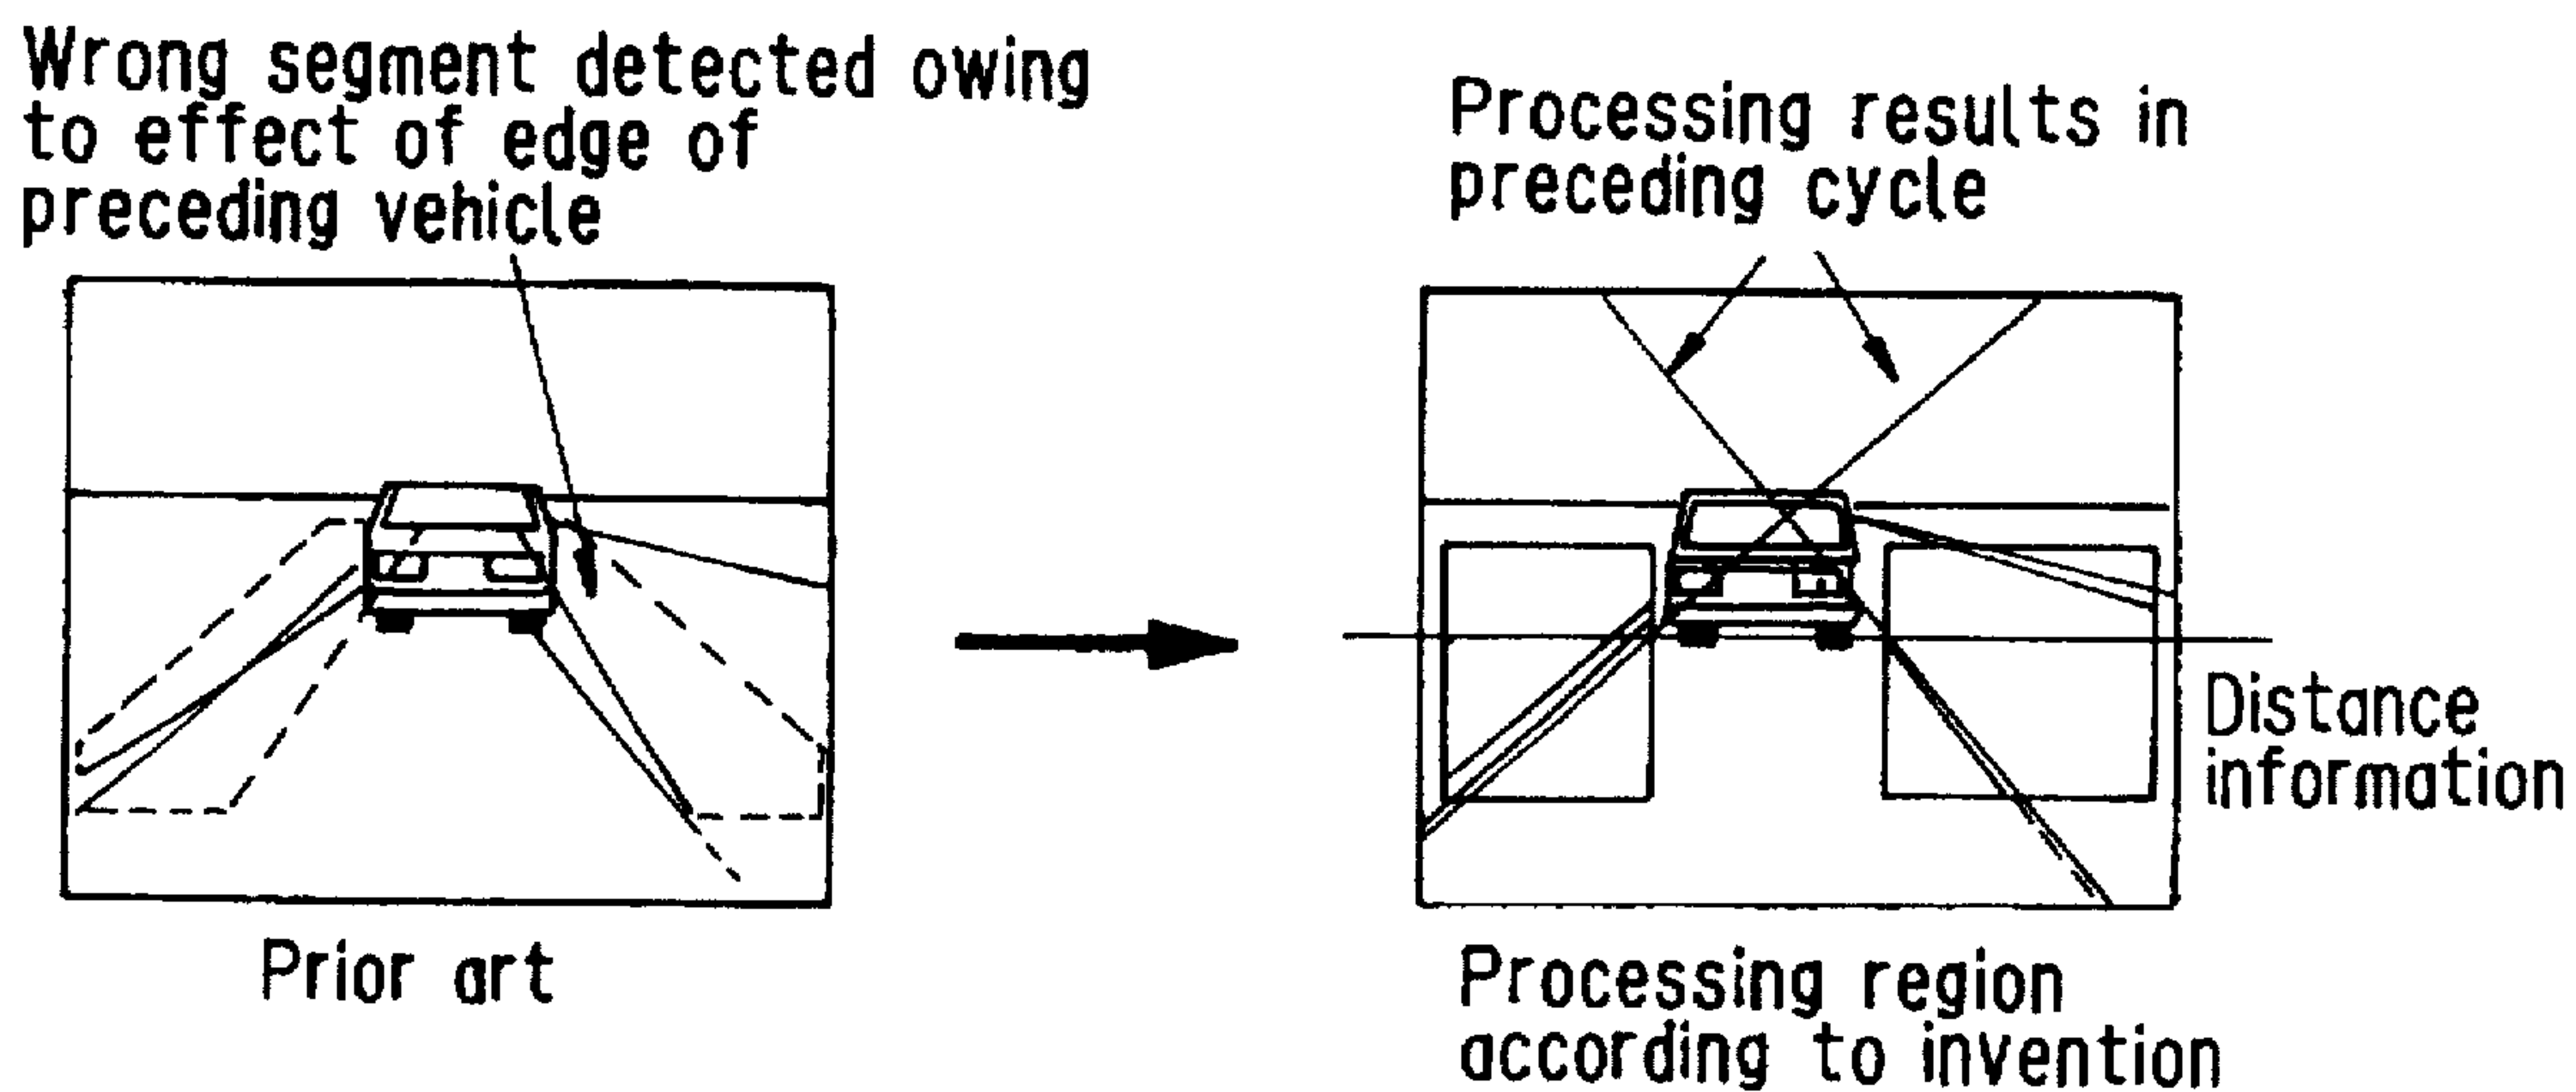 Wrong segment detected owing
to effect of edge of
preceding vehicle
Processing results in
preceding cycle
Distance
information
Prior art
Processing region
according to invention